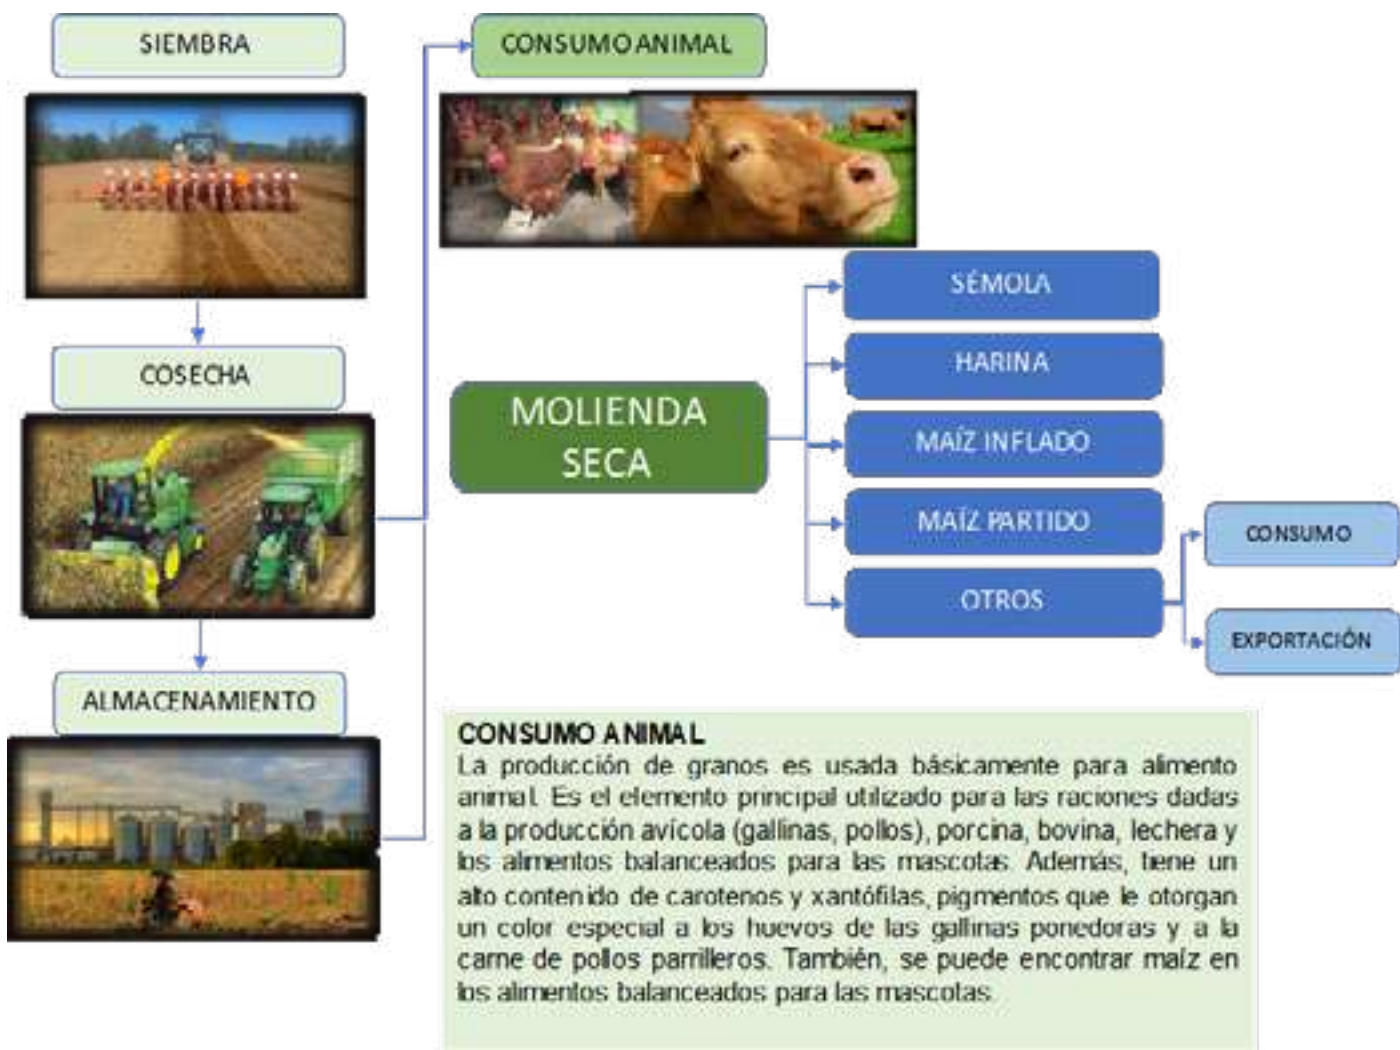 SIEMBRA
CONSUMO ANIMAL
COSECHA
ALMACENAMIENTO
MOLIENDA
SECA
SÉMOLA
HARINA
MAÍZ INFLADO
MAÍZ PARTIDO
OTROS
CONSUMO
EXPORTACIÓN
CONSUMO ANIMAL
La producción de granos es usada básicamente para alimento
animal. Es el elemento principal utilizado para las raciones dadas
a la producción avícola (gallinas, pollos), porcina, bovina, lechera y
los alimentos balanceados para las mascotas. Además, tiene un
alto contenido de carotenos y xantófilas, pigmentos que le otorgan
un color especial a los huevos de las gallinas ponedoras y a la
carne de pollos parrilleros. También, se puede encontrar maíz en
los alimentos balanceados para las mascotas.